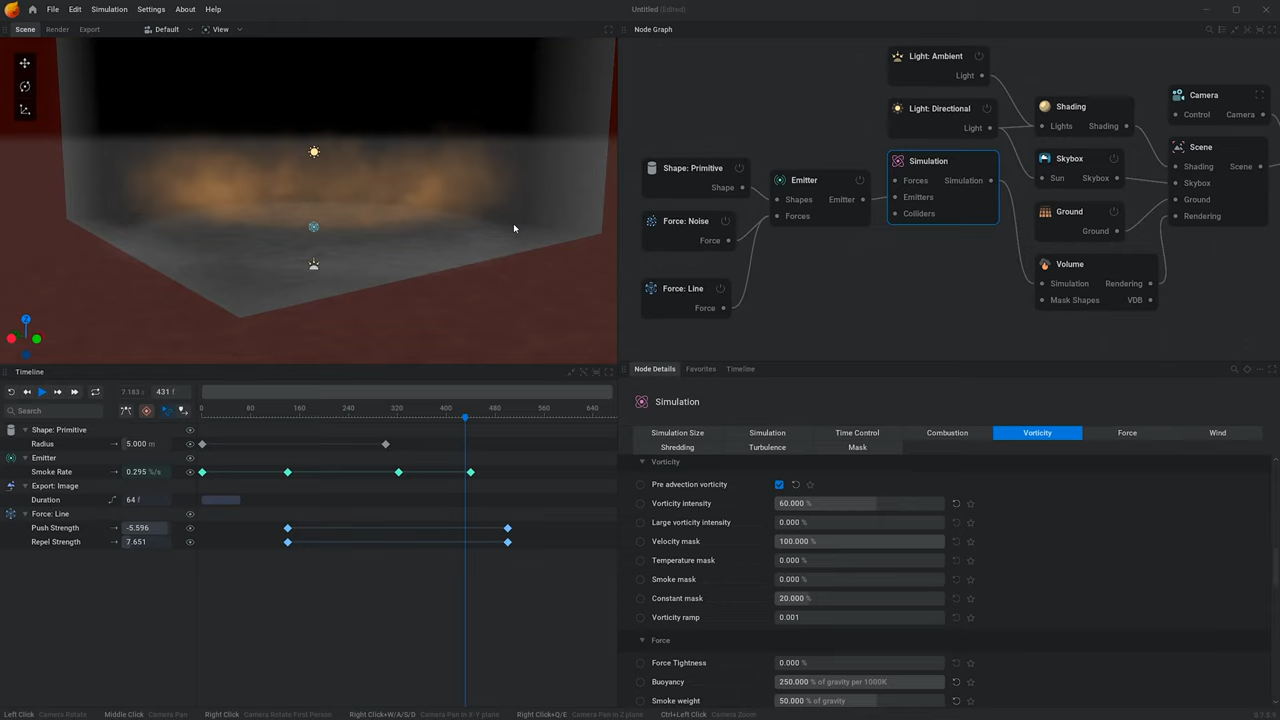 File Edit Simulation Settings About Help
Untitled (Edited)
Scene Render Export Default View
Node Graph
Light: Ambient
Light
Light: Directional
Light
Shading
Lights Shading
Camera
Control Camera
Shape: Primitive
Shape
Emitter
Shapes Emitter
Forces
Force: Noise
Force
Force: Line
Force
Simulation
Forces Simulation
Emitters
Colliders
Skybox
Sun Skybox
Ground
Ground
Volume
Simulation Rendering
Mask Shapes VDB
Scene
Shading Scene
Skybox
Ground
Rendering
Z
Timeline
7.183 s 431 f
Search
0 80 160 240 320 400 480 560 640
Shape: Primitive
Radius 5.000 m
Emitter
Smoke Rate 0.295 %/s
Export: Image
Duration 64 f
Force: Line
Push Strength -5.596
Repel Strength 7.651
Node Details Favorites Timeline
Simulation
Simulation Size Simulation Time Control Combustion Vorticity Force Wind
Shredding Turbulence Mask
Vorticity
Pre advection vorticity
Vorticity intensity 60.000 %
Large vorticity intensity 0.000 %
Velocity mask 100.000 %
Temperature mask 0.000 %
Smoke mask 0.000 %
Constant mask 20.000 %
Vorticity ramp 0.001
Force
Force Tightness 0.000 %
Buoyancy 250.000 % of gravity per 1000K
Smoke weight 50.000 % of gravity
Left Click Camera Rotate Middle Click Camera Pan Right Click Camera Rotate First Person Right Click+W/A/S/D Camera Pan in X-Y plane Right Click+Q/E Camera Pan in Z plane Ctrl+Left Click Camera Zoom